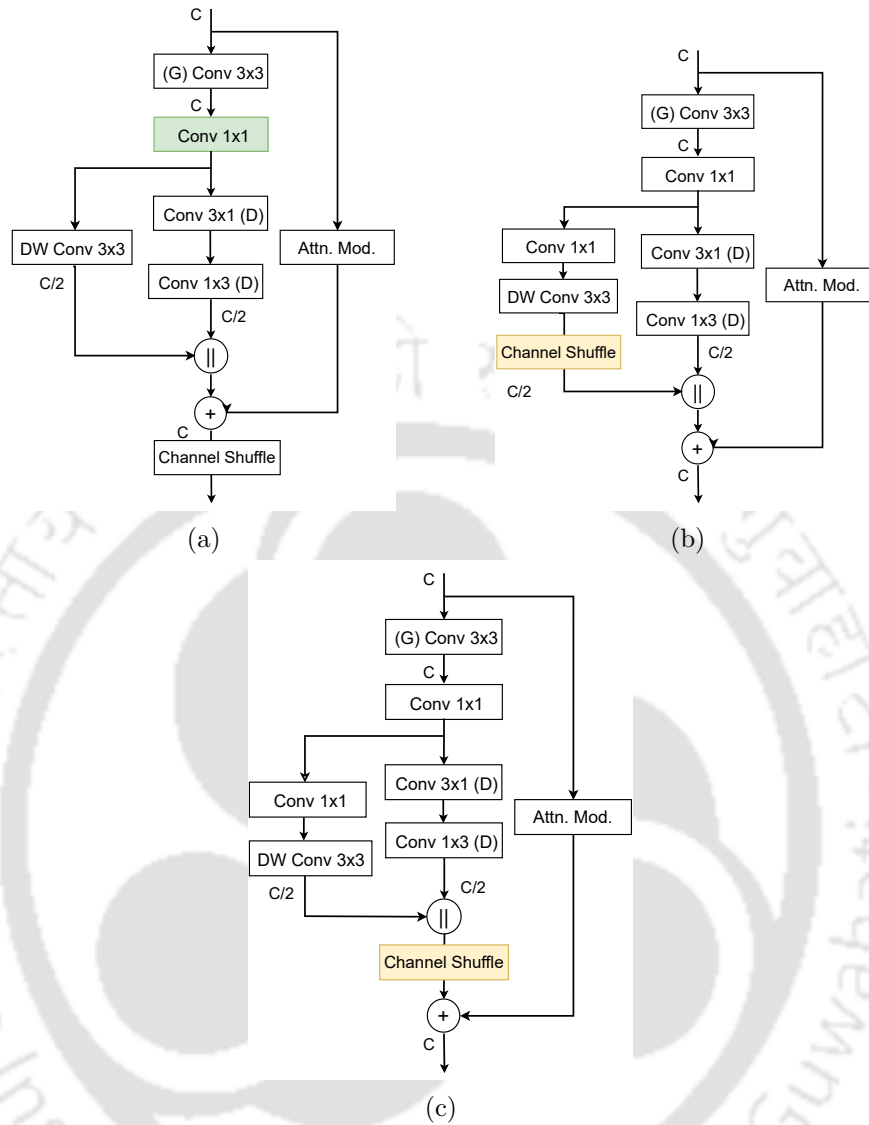 C
(G) Conv 3x3
C
Conv 1x1
Conv 3x1 (D)
DW Conv 3x3
Attn. Mod.
C/2
Conv 1x3 (D)
C/2
||
+
C
Channel Shuffle
(a)
C
(G) Conv 3x3
C
Conv 1x1
Conv 1x1
Conv 3x1 (D)
DW Conv 3x3
Attn. Mod.
Conv 1x3 (D)
Channel Shuffle
C/2
C/2
||
+
C
(b)
C
(G) Conv 3x3
C
Conv 1x1
Conv 1x1
Conv 3x1 (D)
Attn. Mod.
DW Conv 3x3
Conv 1x3 (D)
C/2
C/2
||
Channel Shuffle
+
C
(c)